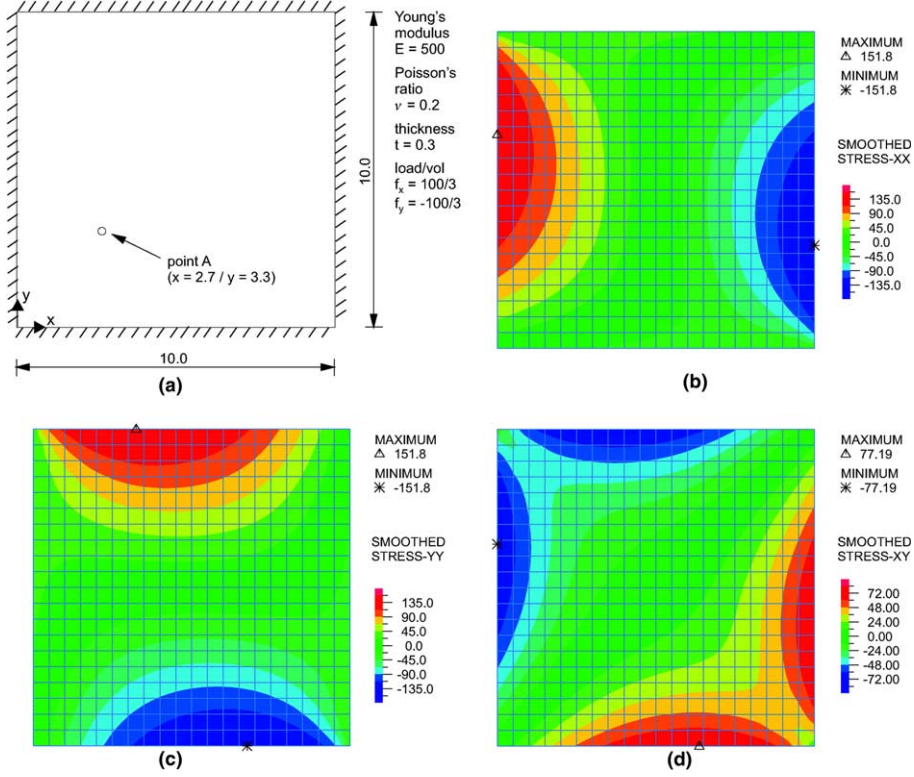 Young's
modulus
E = 500
Poisson's
ratio
ν = 0.2
thickness
t = 0.3
load/vol
fx = 100/3
fy = -100/3
10.0
point A
(x = 2.7 / y = 3.3)
y
x
10.0
(a)
MAXIMUM
△ 151.8
MINIMUM
✳ -151.8
SMOOTHED
STRESS-XX
135.0
90.0
45.0
0.0
-45.0
-90.0
-135.0
(b)
MAXIMUM
△ 151.8
MINIMUM
✳ -151.8
SMOOTHED
STRESS-YY
135.0
90.0
45.0
0.0
-45.0
-90.0
-135.0
(c)
MAXIMUM
△ 77.19
MINIMUM
✳ -77.19
SMOOTHED
STRESS-XY
72.00
48.00
24.00
0.00
-24.00
-48.00
-72.00
(d)